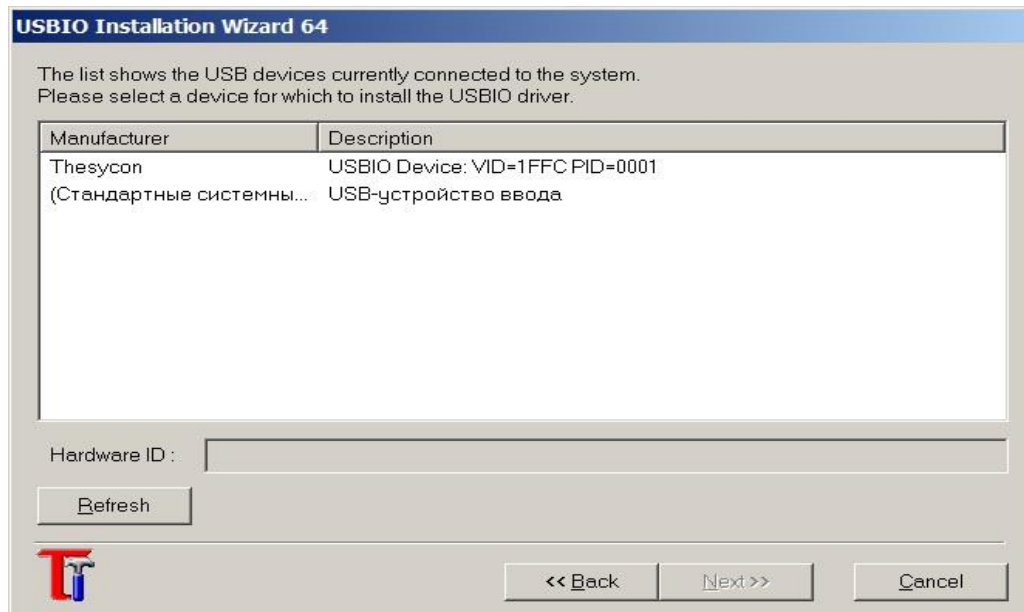 USBIO Installation Wizard 64
The list shows the USB devices currently connected to the system.
Please select a device for which to install the USBIO driver.
Manufacturer Description
Thesycon USBIO Device: VID=1FFC PID=0001
(Стандартные системны... USB-устройство ввода
Hardware ID :
Refresh
<< Back Next >> Cancel